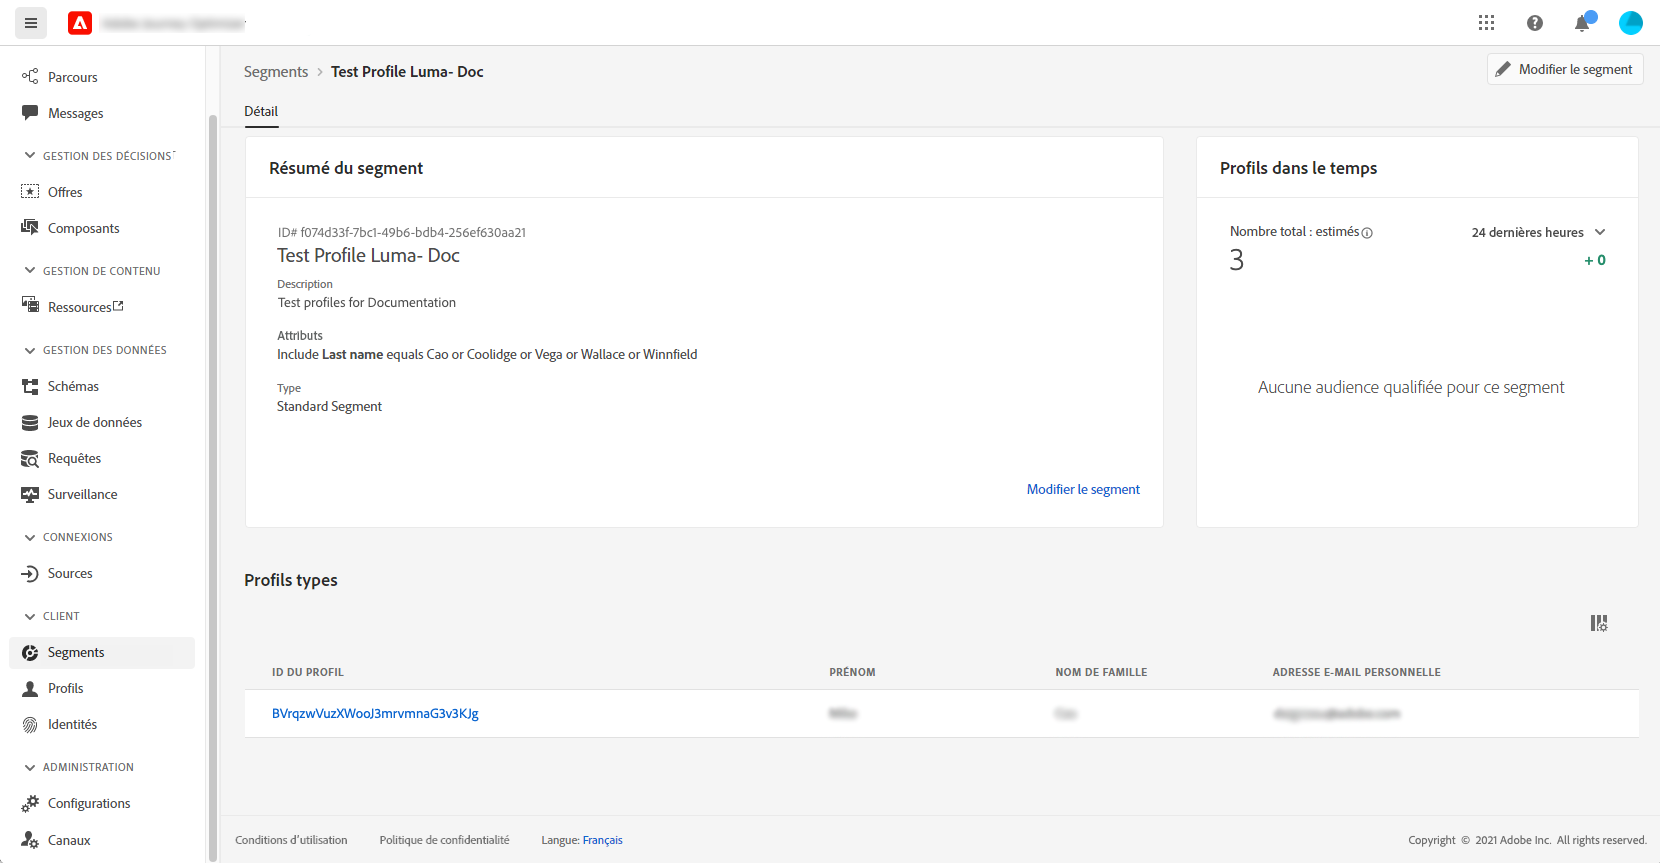 Parcours
Messages
GESTION DES DÉCISIONS
Offres
Composants
GESTION DE CONTENU
Ressources
GESTION DES DONNÉES
Schémas
Jeux de données
Requêtes
Surveillance
CONNEXIONS
Sources
CLIENT
Segments
Profils
Identités
ADMINISTRATION
Configurations
Canaux
Segments > Test Profile Luma- Doc
Modifier le segment
Détail
Résumé du segment
ID# f074d33f-7bc1-49b6-bdb4-256ef630aa21
Test Profile Luma- Doc
Description
Test profiles for Documentation
Attributs
Include Last name equals Cao or Coolidge or Vega or Wallace or Winnfield
Type
Standard Segment
Modifier le segment
Profils dans le temps
Nombre total : estimés
24 dernières heures
3
+ 0
Aucune audience qualifiée pour ce segment
Profils types
ID DU PROFIL PRÉNOM NOM DE FAMILLE ADRESSE E-MAIL PERSONNELLE
BVrqzwVuzXWooJ3mrvmnaG3v3KJg
Conditions d'utilisation Politique de confidentialité Langue: Français
Copyright © 2021 Adobe Inc. All rights reserved.